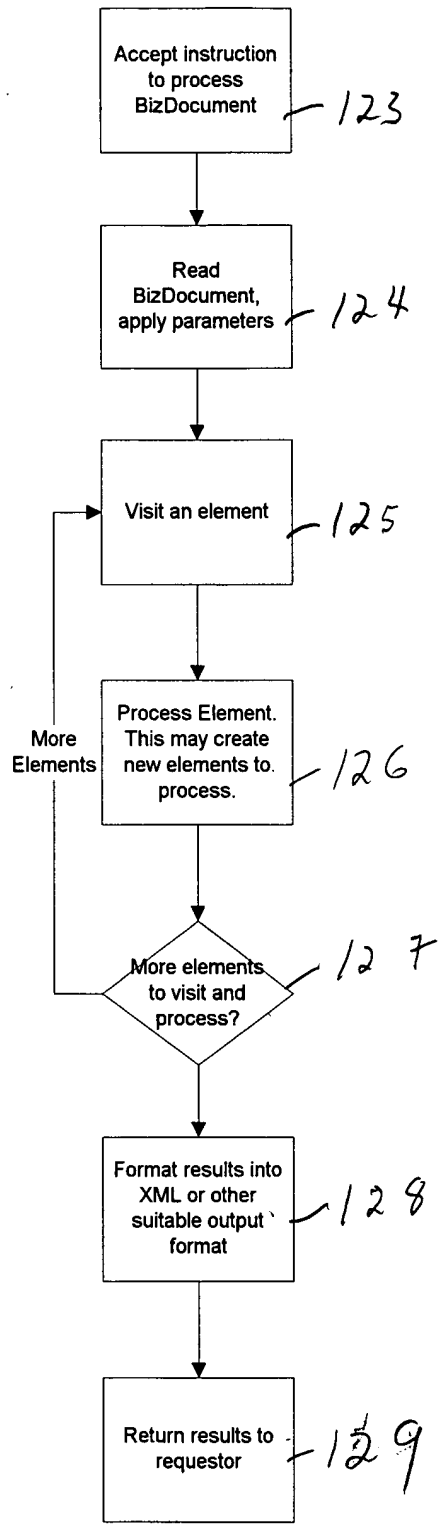 Accept instruction
to process
BizDocument
123
Read
BizDocument,
apply parameters
124
Visit an element
125
More
Elements
Process Element.
This may create
new elements to.
process.
126
More elements
to visit and
process?
127
Format results into
XML or other
suitable output
format
128
Return results to
requestor
129